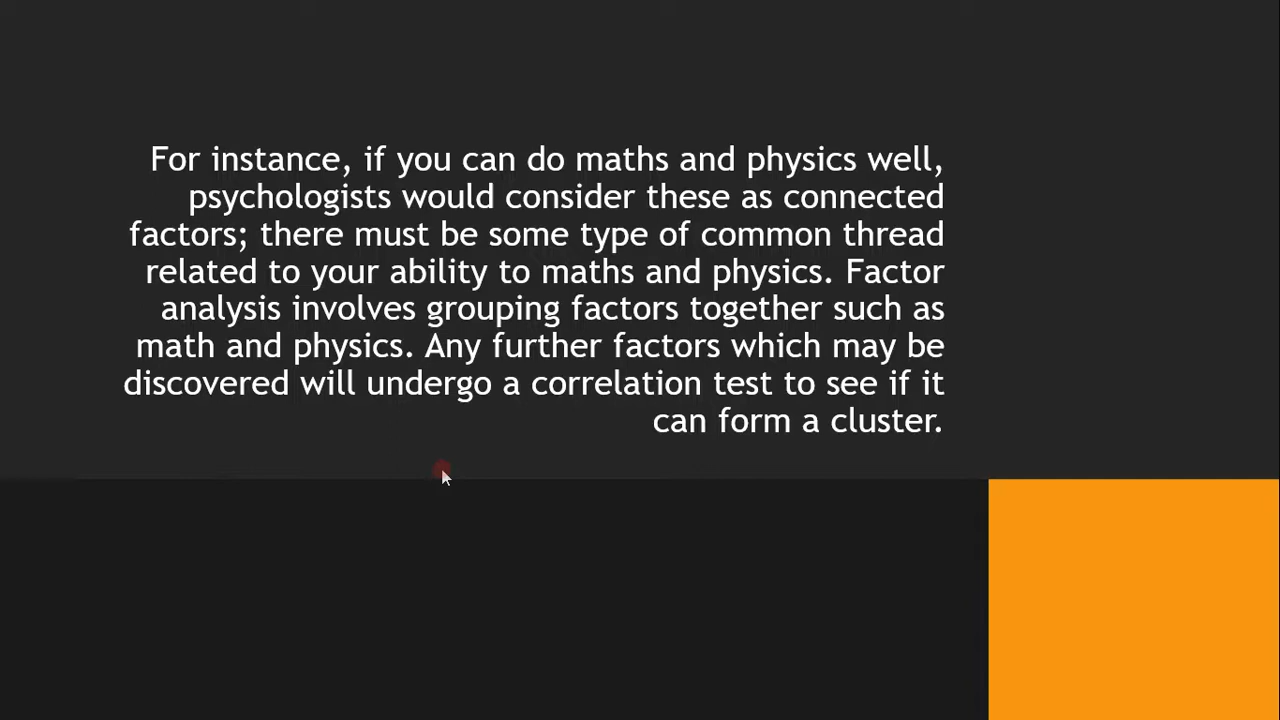 For instance, if you can do maths and physics well,
psychologists would consider these as connected
factors; there must be some type of common thread
related to your ability to maths and physics. Factor
analysis involves grouping factors together such as
math and physics. Any further factors which may be
discovered will undergo a correlation test to see if it
can form a cluster.